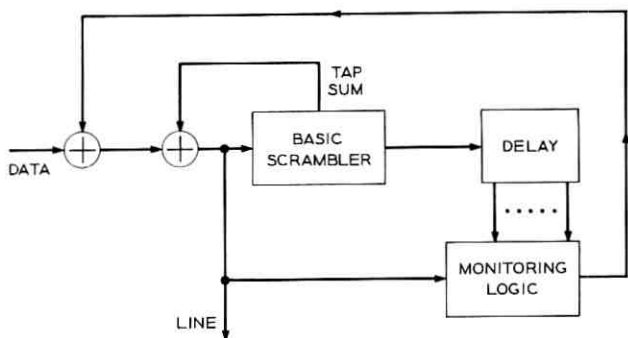 TAP
SUM
DATA
BASIC
SCRAMBLER
DELAY
MONITORING
LOGIC
LINE